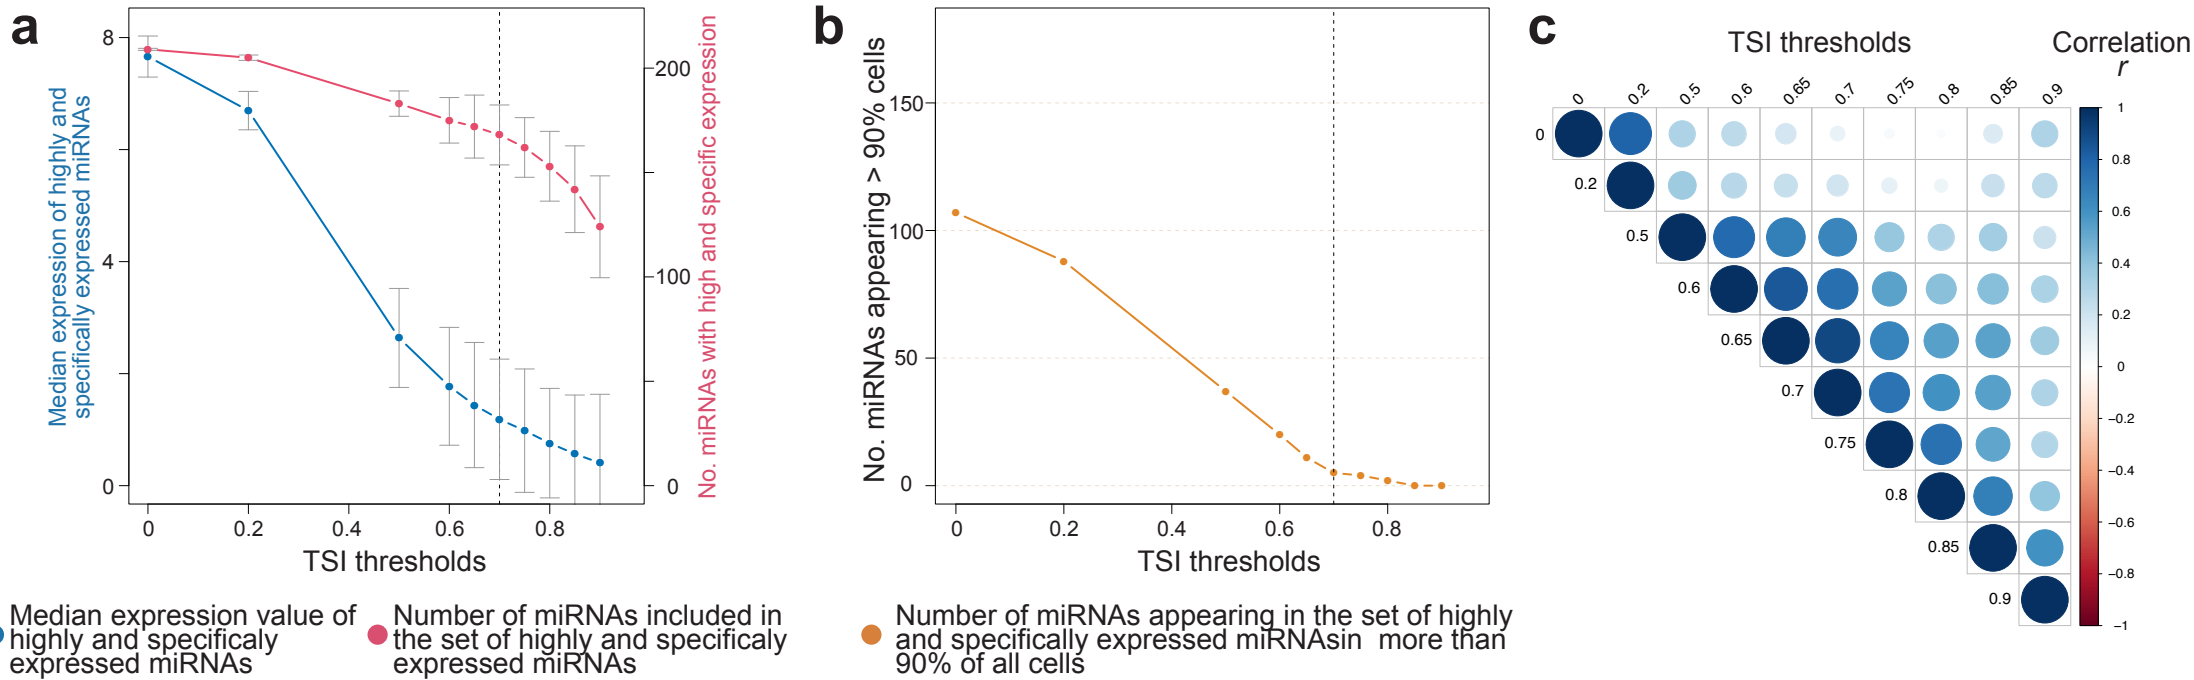 a
8
4
0
Median expression of highly and
specifically expressed miRNAs
200
100
0
No. miRNAs with high and specific expression
0
0.2
0.4
0.6
0.8
TSI thresholds
Median expression value of
highly and specificaly
expressed miRNAs
Number of miRNAs included in
the set of highly and specificaly
expressed miRNAs
b
No. miRNAs appearing > 90% cells
150
100
50
0
0
0.2
0.4
0.6
0.8
TSI thresholds
Number of miRNAs appearing in the set of highly
and specifically expressed miRNAsin more than
90% of all cells
c
TSI thresholds
Correlation
r
0
0.2
0.5
0.6
0.65
0.7
0.75
0.8
0.85
0.9
0
0.2
0.5
0.6
0.65
0.7
0.75
0.8
0.85
0.9
1
0.8
0.6
0.4
0.2
0
−0.2
−0.4
−0.6
−0.8
−1